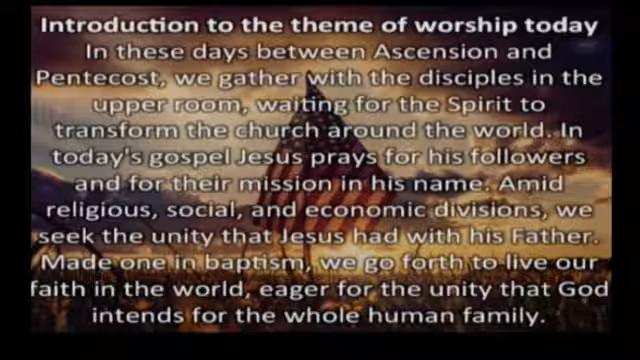 Introduction to the theme of worship today
In these days between Ascension and
Pentecost, we gather with the disciples in the
upper room, waiting for the Spirit to
transform the church around the world. In
today's gospel Jesus prays for his followers
and for their mission in his name. Amid
religious, social, and economic divisions, we
seek the unity that Jesus had with his Father.
Made one in baptism, we go forth to live our
faith in the world, eager for the unity that God
intends for the whole human family.